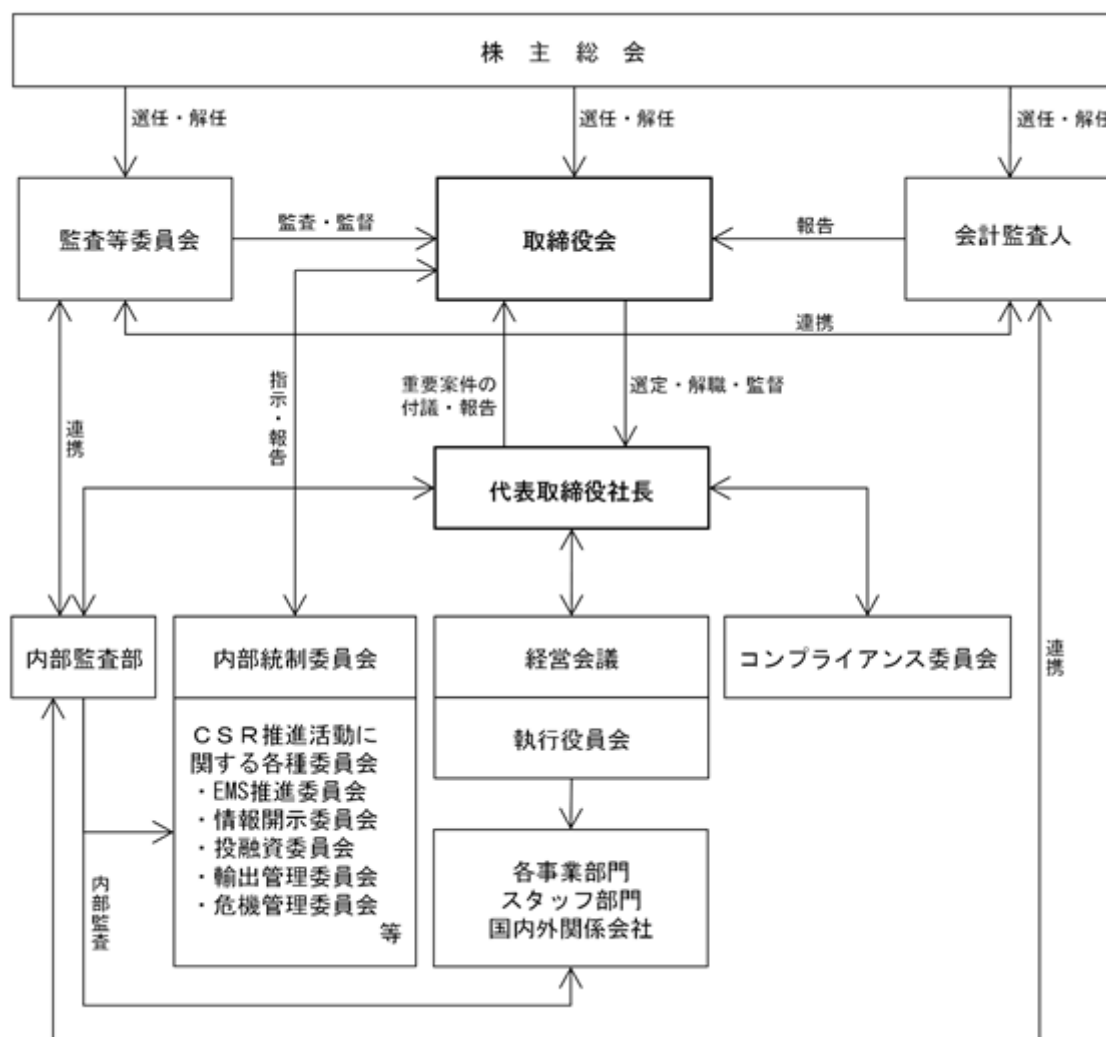 株 主 総 会
選任・解任
選任・解任
選任・解任
監査等委員会
監査・監督
取締役会
報告
会計監査人
連携
指示・報告
重要案件の
付議・報告
選定・解職・監督
連携
代表取締役社長
内部監査部
内部統制委員会
経営会議
コンプライアンス委員会
連携
CSR推進活動に
関する各種委員会
・EMS推進委員会
・情報開示委員会
・投融資委員会
・輸出管理委員会
・危機管理委員会
等
執行役員会
各事業部門
スタッフ部門
国内外関係会社
内部監査